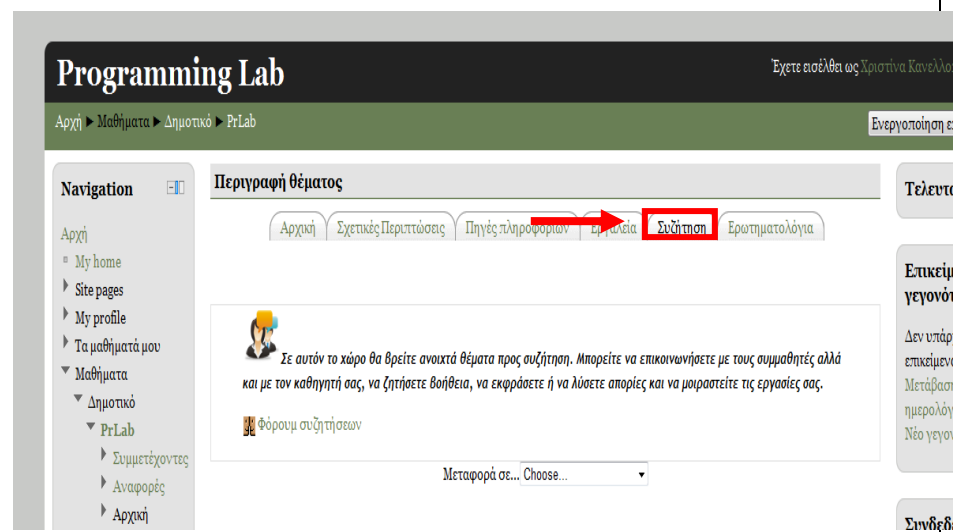 Programming Lab
Έχετε εισέλθει ως Χριστίνα
Αρχή ► Μαθήματα ► Δημοτικό ► PrLab
Ενεργοποίηση
Navigation
Αρχή
My home
Site pages
My profile
Τα μαθήματά μου
Μαθήματα
Δημοτικό
PrLab
Συμμετέχοντες
Αναφορές
Αρχική
Περιγραφή θέματος
Αρχική Σχετικές Περιπτώσεις Πηγές πληροφοριών Εργαλεία Συζήτηση Ερωτηματολόγια
Σε αυτόν το χώρο θα βρείτε ανοιχτά θέματα προς συζήτηση. Μπορείτε να επικοινωνήσετε με τους συμμαθητές αλλά
και με τον καθηγητή σας, να ζητήσετε βοήθεια, να εκφράσετε ή να λύσετε απορίες και να μοιραστείτε τις εργασίες σας.
Φόρουμ συζητήσεων
Μεταφορά σε... Choose...
Δεν
Νέο